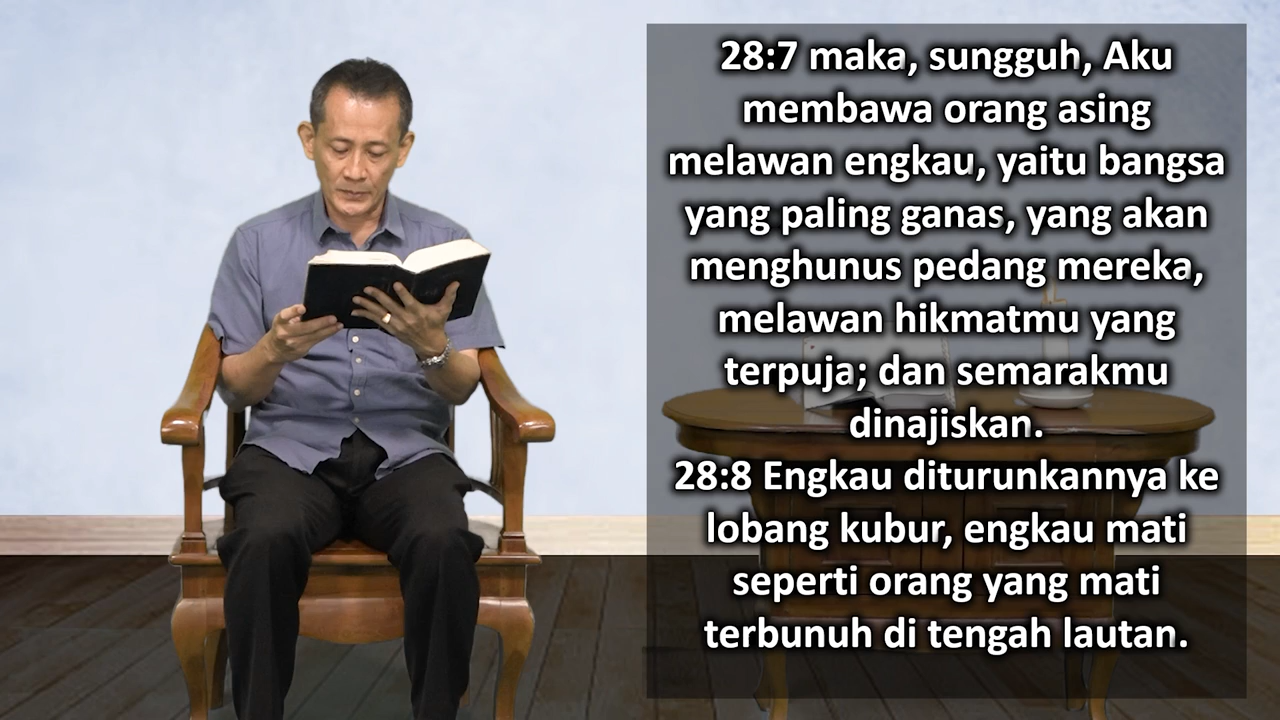 28:7 maka, sungguh, Aku
membawa orang asing
melawan engkau, yaitu bangsa
yang paling ganas, yang akan
menghunus pedang mereka,
melawan hikmatmu yang
terpuja; dan semarakmu
dinajiskan.
28:8 Engkau diturunkannya ke
lobang kubur, engkau mati
seperti orang yang mati
terbunuh di tengah lautan.